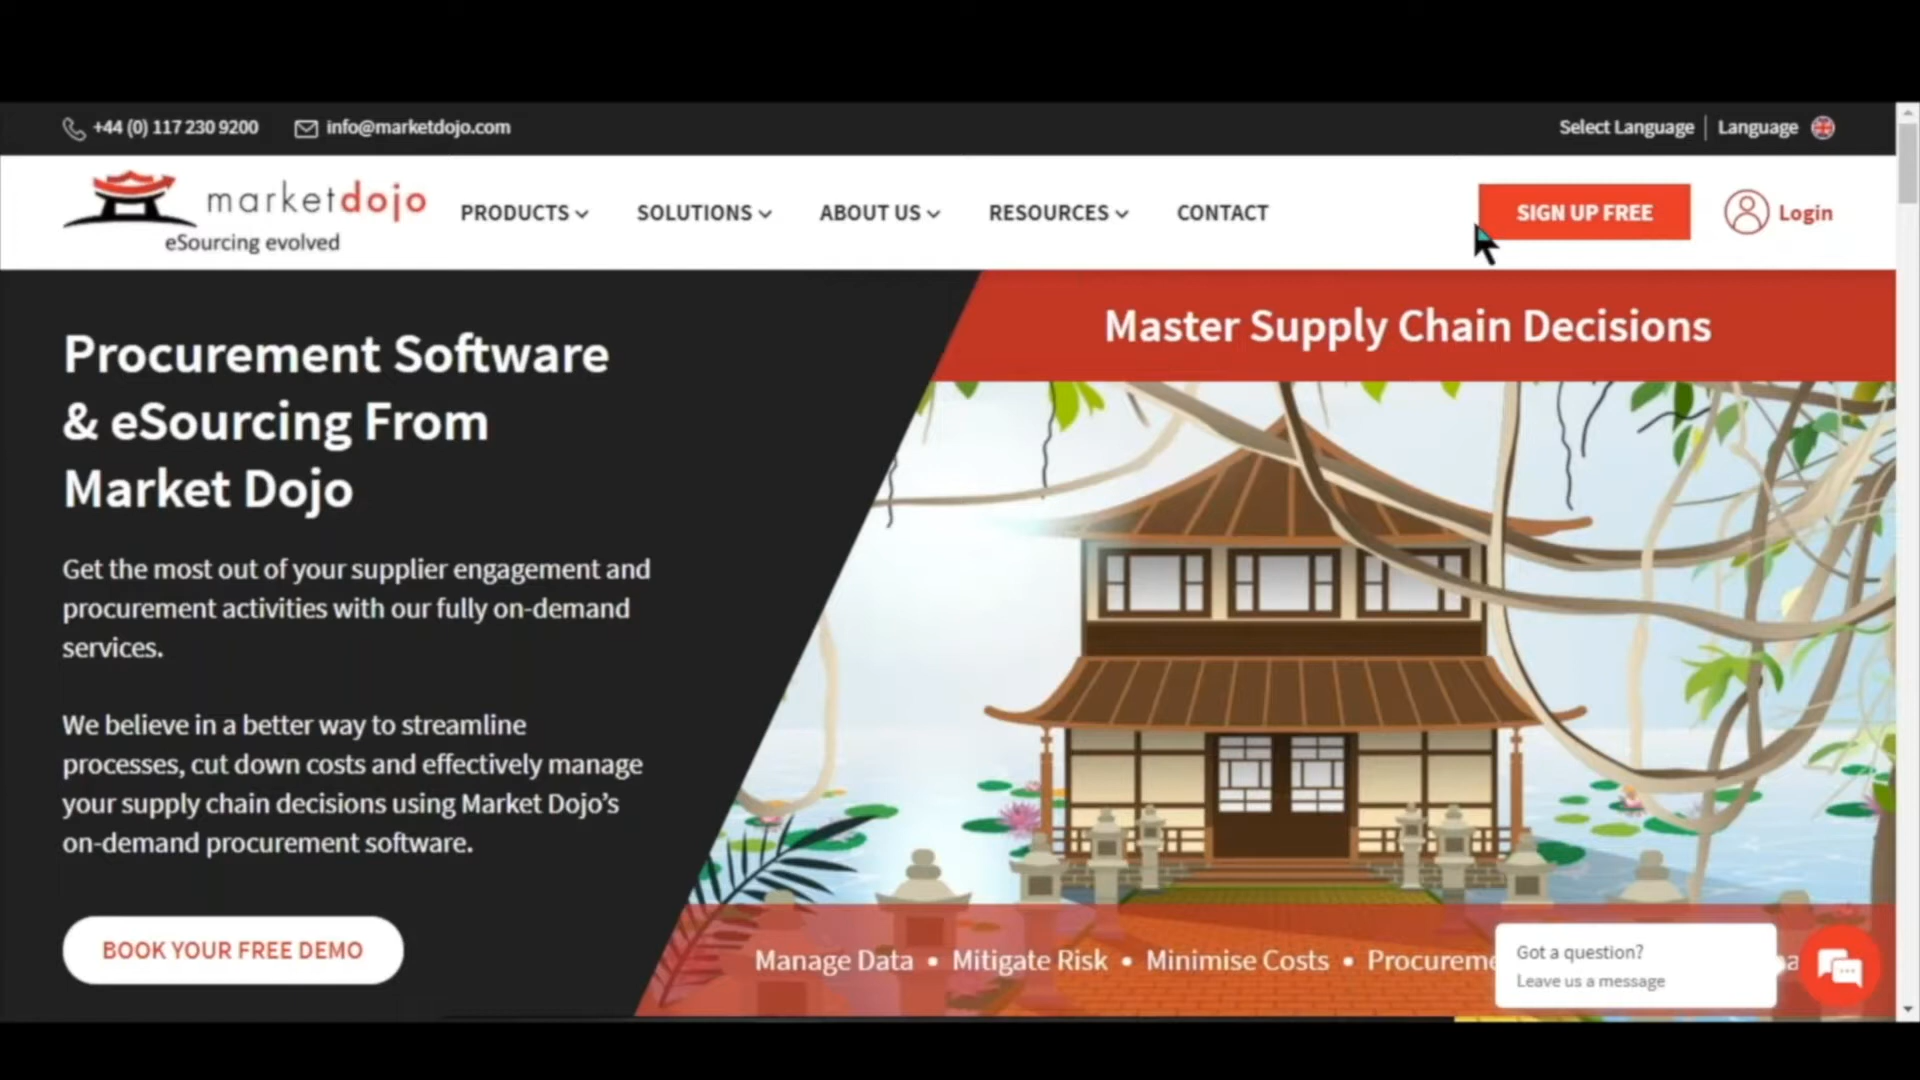 +44 (0) 117 230 9200 info@marketdojo.com Select Language Language
marketdojo
eSourcing evolved
PRODUCTS SOLUTIONS ABOUT US RESOURCES CONTACT SIGN UP FREE Login
Master Supply Chain Decisions
Procurement Software
& eSourcing From
Market Dojo
Get the most out of your supplier engagement and
procurement activities with our fully on-demand
services.
We believe in a better way to streamline
processes, cut down costs and effectively manage
your supply chain decisions using Market Dojo’s
on-demand procurement software.
BOOK YOUR FREE DEMO
Manage Data • Mitigate Risk • Minimise Costs •
Got a question?
Leave us a message